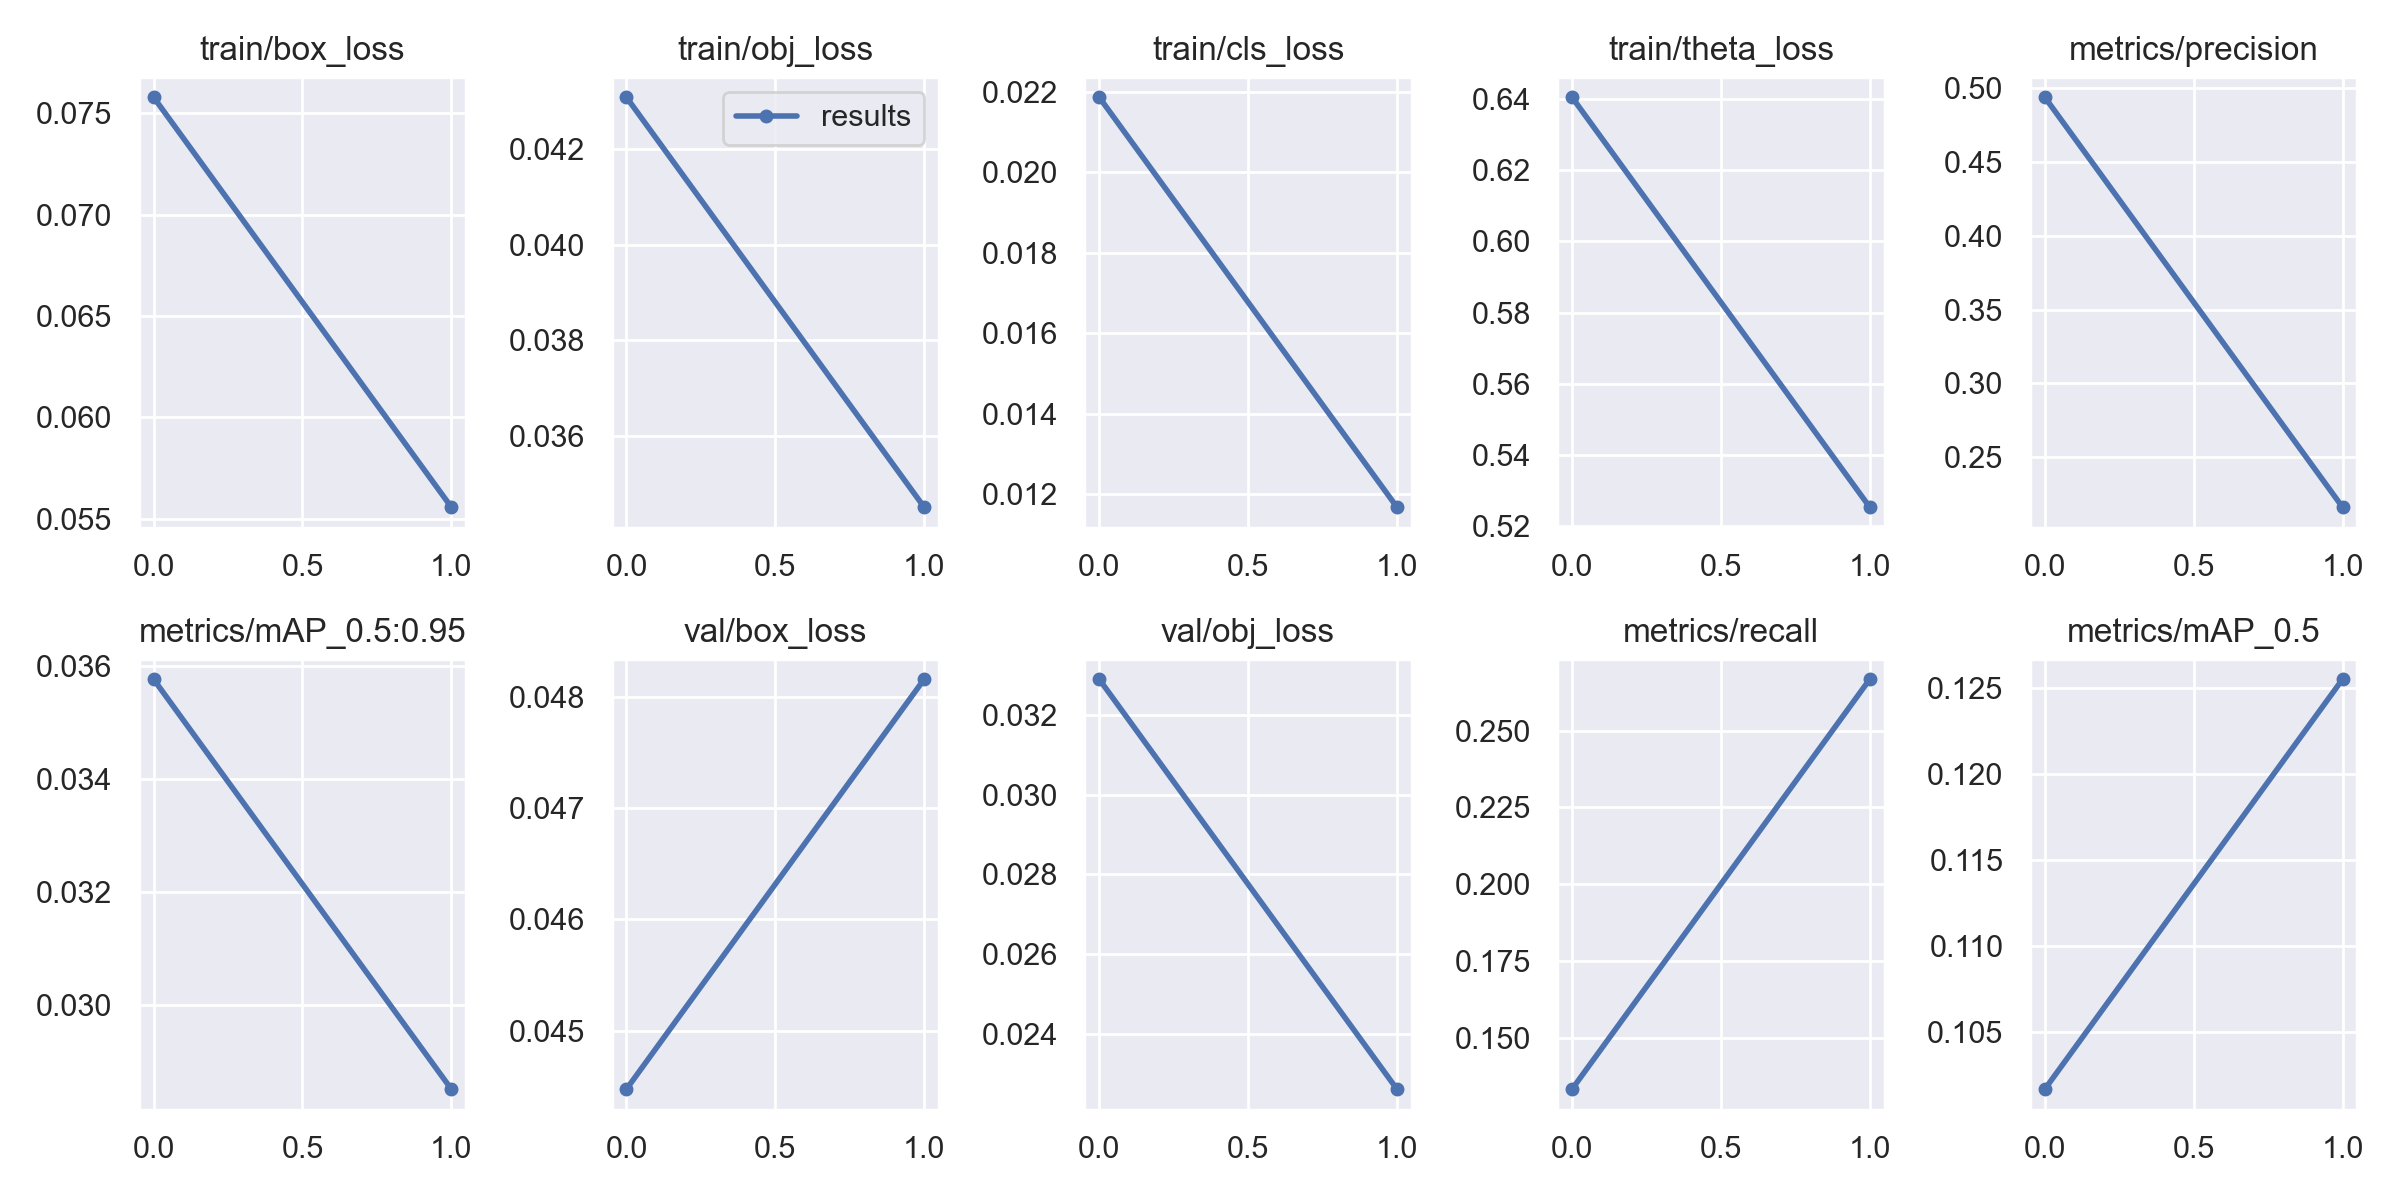 train/box_loss
0.075
0.070
0.065
0.060
0.055
0.0 0.5 1.0
train/obj_loss
results
0.042
0.040
0.038
0.036
0.0 0.5 1.0
train/cls_loss
0.022
0.020
0.018
0.016
0.014
0.012
0.0 0.5 1.0
train/theta_loss
0.64
0.62
0.60
0.58
0.56
0.54
0.52
0.0 0.5 1.0
metrics/precision
0.50
0.45
0.40
0.35
0.30
0.25
0.0 0.5 1.0
metrics/mAP_0.5:0.95
0.036
0.034
0.032
0.030
0.0 0.5 1.0
val/box_loss
0.048
0.047
0.046
0.045
0.0 0.5 1.0
val/obj_loss
0.032
0.030
0.028
0.026
0.024
0.0 0.5 1.0
metrics/recall
0.250
0.225
0.200
0.175
0.150
0.0 0.5 1.0
metrics/mAP_0.5
0.125
0.120
0.115
0.110
0.105
0.0 0.5 1.0